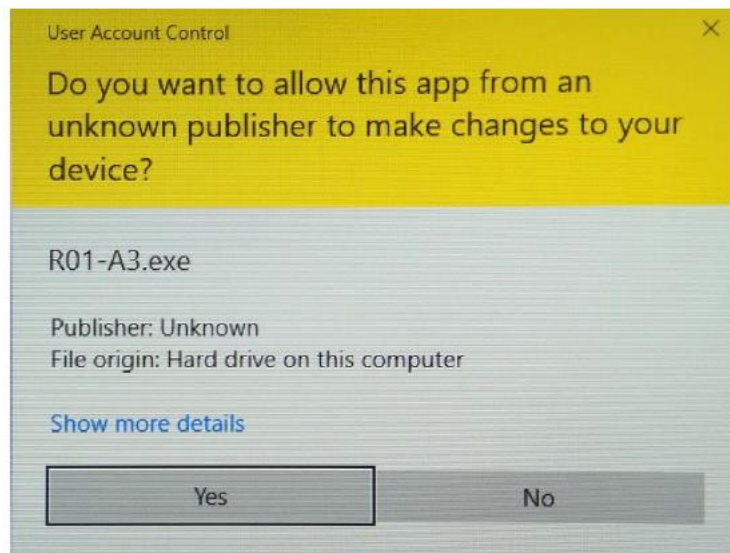 User Account Control
Do you want to allow this app from an
unknown publisher to make changes to your
device?
R01-A3.exe
Publisher: Unknown
File origin: Hard drive on this computer
Show more details
Yes
No